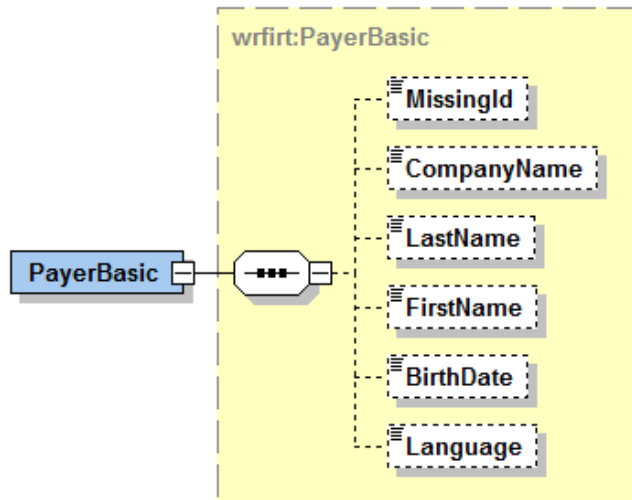 wrfirt:PayerBasic
MissingId
CompanyName
LastName
PayerBasic
FirstName
BirthDate
Language